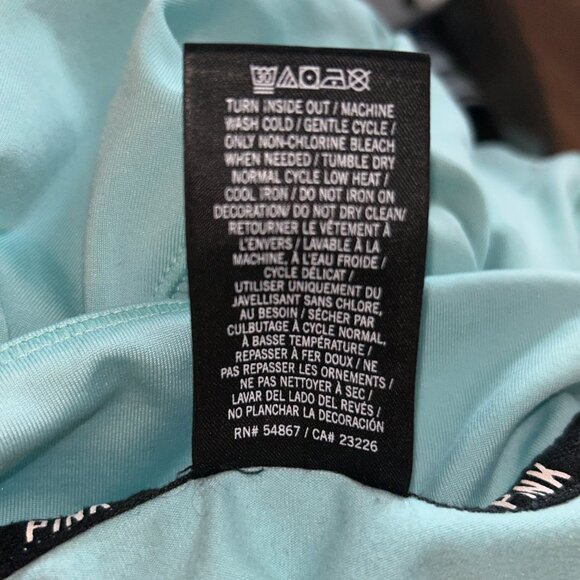 30
TURN INSIDE OUT / MACHINE
WASH COLD / GENTLE CYCLE /
ONLY NON-CHLORINE BLEACH
WHEN NEEDED / TUMBLE DRY
NORMAL CYCLE LOW HEAT /
COOL IRON / DO NOT IRON ON
DECORATION/ DO NOT DRY CLEAN/
RETOURNER LE VÊTEMENT À
L'ENVERS / LAVABLE À LA
MACHINE, À L'EAU FROIDE /
CYCLE DÉLICAT /
UTILISER UNIQUEMENT DU
JAVELLISANT SANS CHLORE,
AU BESOIN / SÉCHER PAR
CULBUTAGE À CYCLE NORMAL,
À BASSE TEMPÉRATURE /
REPASSER À FER DOUX / NE
PAS REPASSER LES ORNEMENTS /
NE PAS NETTOYER À SEC /
LAVAR DEL LADO DEL REVÉS /
NO PLANCHAR LA DECORACIÓN
RN# 54867 / CA# 23226
PINK
PINK